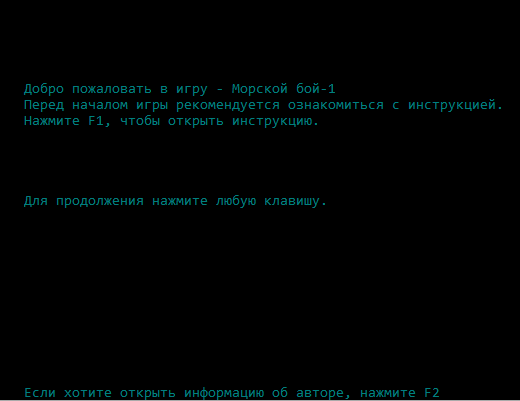 Добро пожаловать в игру - Морской бой-1
Перед началом игры рекомендуется ознакомиться с инструкцией.
Нажмите F1, чтобы открыть инструкцию.
Для продолжения нажмите любую клавишу.
Если хотите открыть информацию об авторе, нажмите F2